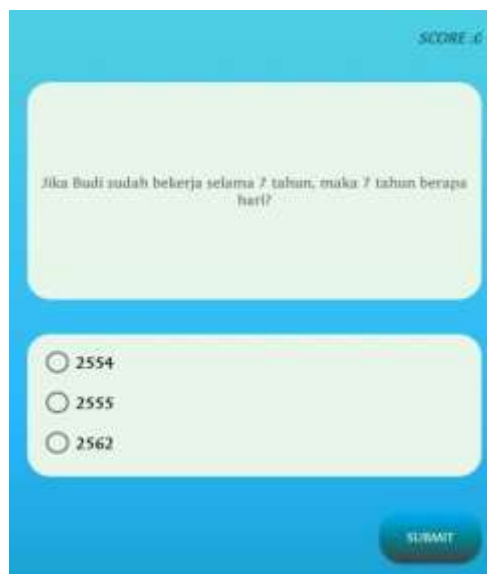 SCORE :0
Jika Budi sudah bekerja selama 7 tahun, maka 7 tahun berapa
hari?
2554
2555
2562
SUBMIT